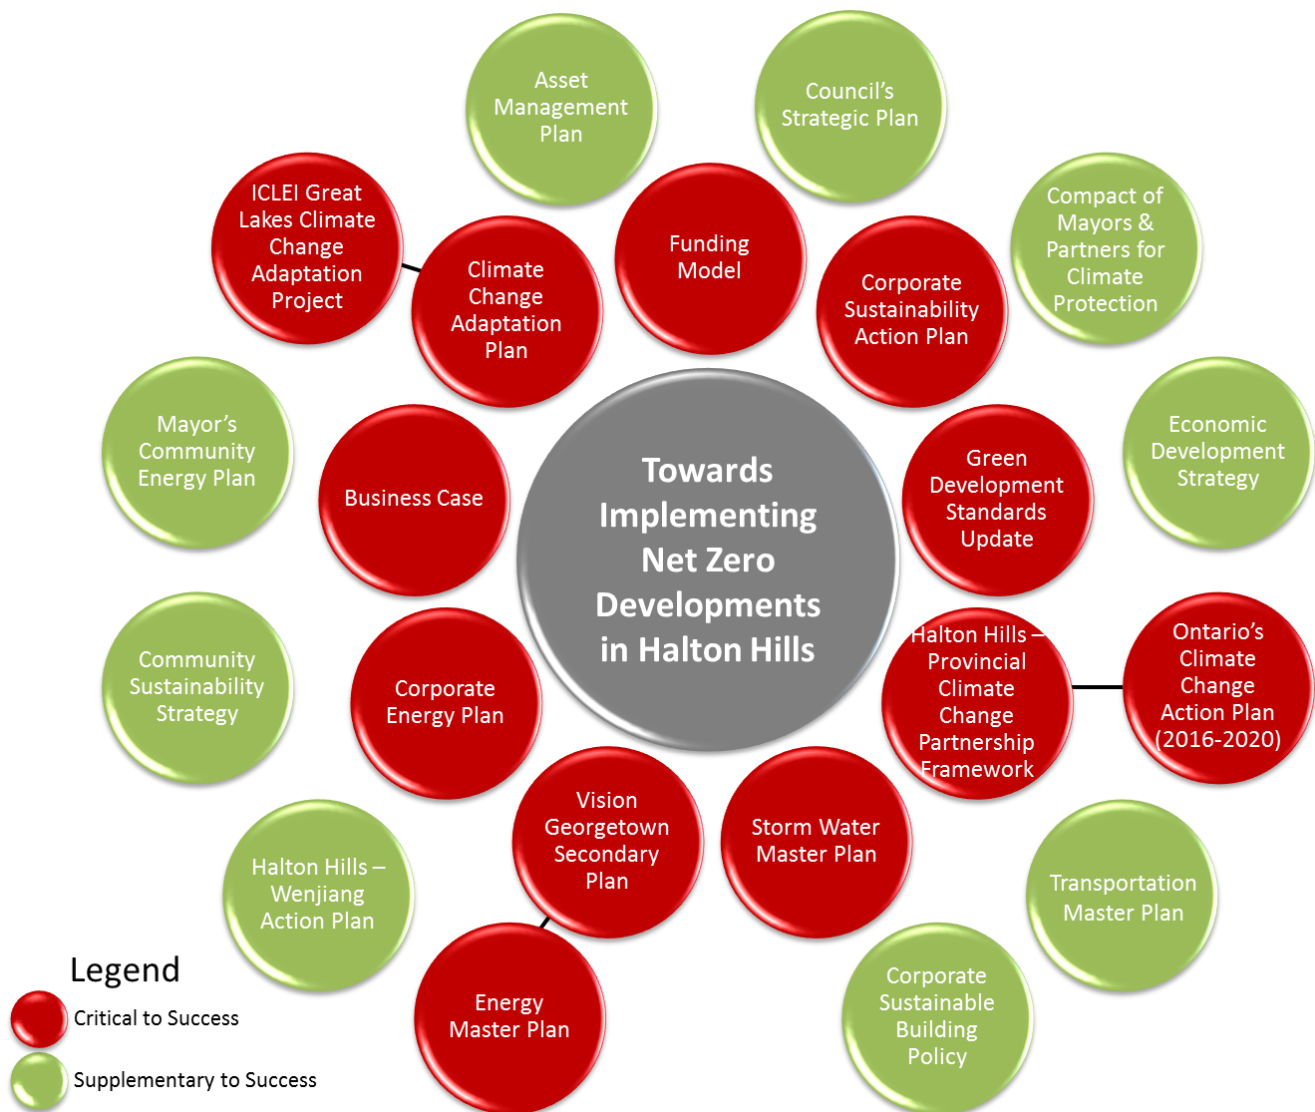 Asset
Management
Plan
Council's
Strategic Plan
ICLEI Great
Lakes Climate
Change
Adaptation
Project
Climate
Change
Adaptation
Plan
Funding
Model
Corporate
Sustainability
Action Plan
Compact of
Mayors &
Partners for
Climate
Protection
Mayor's
Community
Energy Plan
Business Case
Towards
Implementing
Net Zero
Developments
in Halton Hills
Green
Development
Standards
Update
Economic
Development
Strategy
Community
Sustainability
Strategy
Corporate
Energy Plan
Halton Hills –
Provincial
Climate
Change
Partnership
Framework
Ontario's
Climate
Change
Action Plan
(2016-2020)
Vision
Georgetown
Secondary
Plan
Storm Water
Master Plan
Halton Hills –
Wenjiang
Action Plan
Transportation
Master Plan
Energy
Master Plan
Corporate
Sustainable
Building
Policy
Legend
Critical to Success
Supplementary to Success